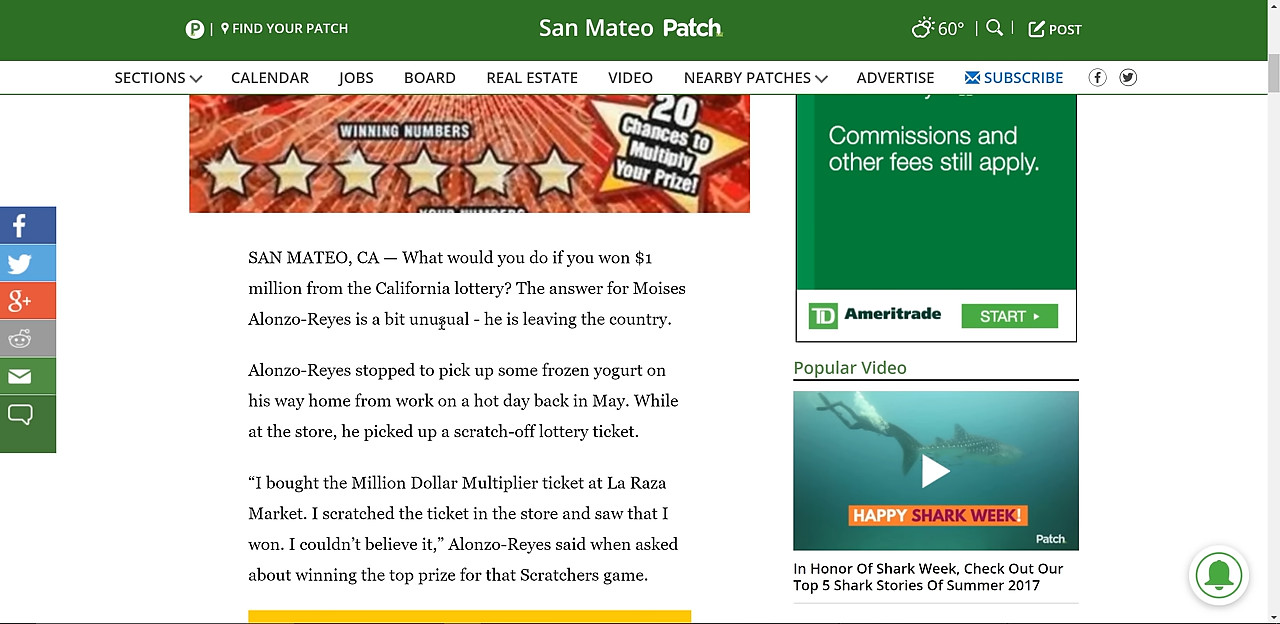 FIND YOUR PATCH
San Mateo Patch
60°
POST
SECTIONS
CALENDAR
JOBS
BOARD
REAL ESTATE
VIDEO
NEARBY PATCHES
ADVERTISE
SUBSCRIBE
WINNING NUMBERS
20
Chances to
Multiply
Your Prize!
YOUR NUMBERS
SAN MATEO, CA — What would you do if you won $1
million from the California lottery? The answer for Moises
Alonzo-Reyes is a bit unusual - he is leaving the country.
Alonzo-Reyes stopped to pick up some frozen yogurt on
his way home from work on a hot day back in May. While
at the store, he picked up a scratch-off lottery ticket.
“I bought the Million Dollar Multiplier ticket at La Raza
Market. I scratched the ticket in the store and saw that I
won. I couldn’t believe it,” Alonzo-Reyes said when asked
about winning the top prize for that Scratchers game.
Commissions and
other fees still apply.
TD Ameritrade
START
Popular Video
HAPPY SHARK WEEK!
Patch
In Honor Of Shark Week, Check Out Our
Top 5 Shark Stories Of Summer 2017